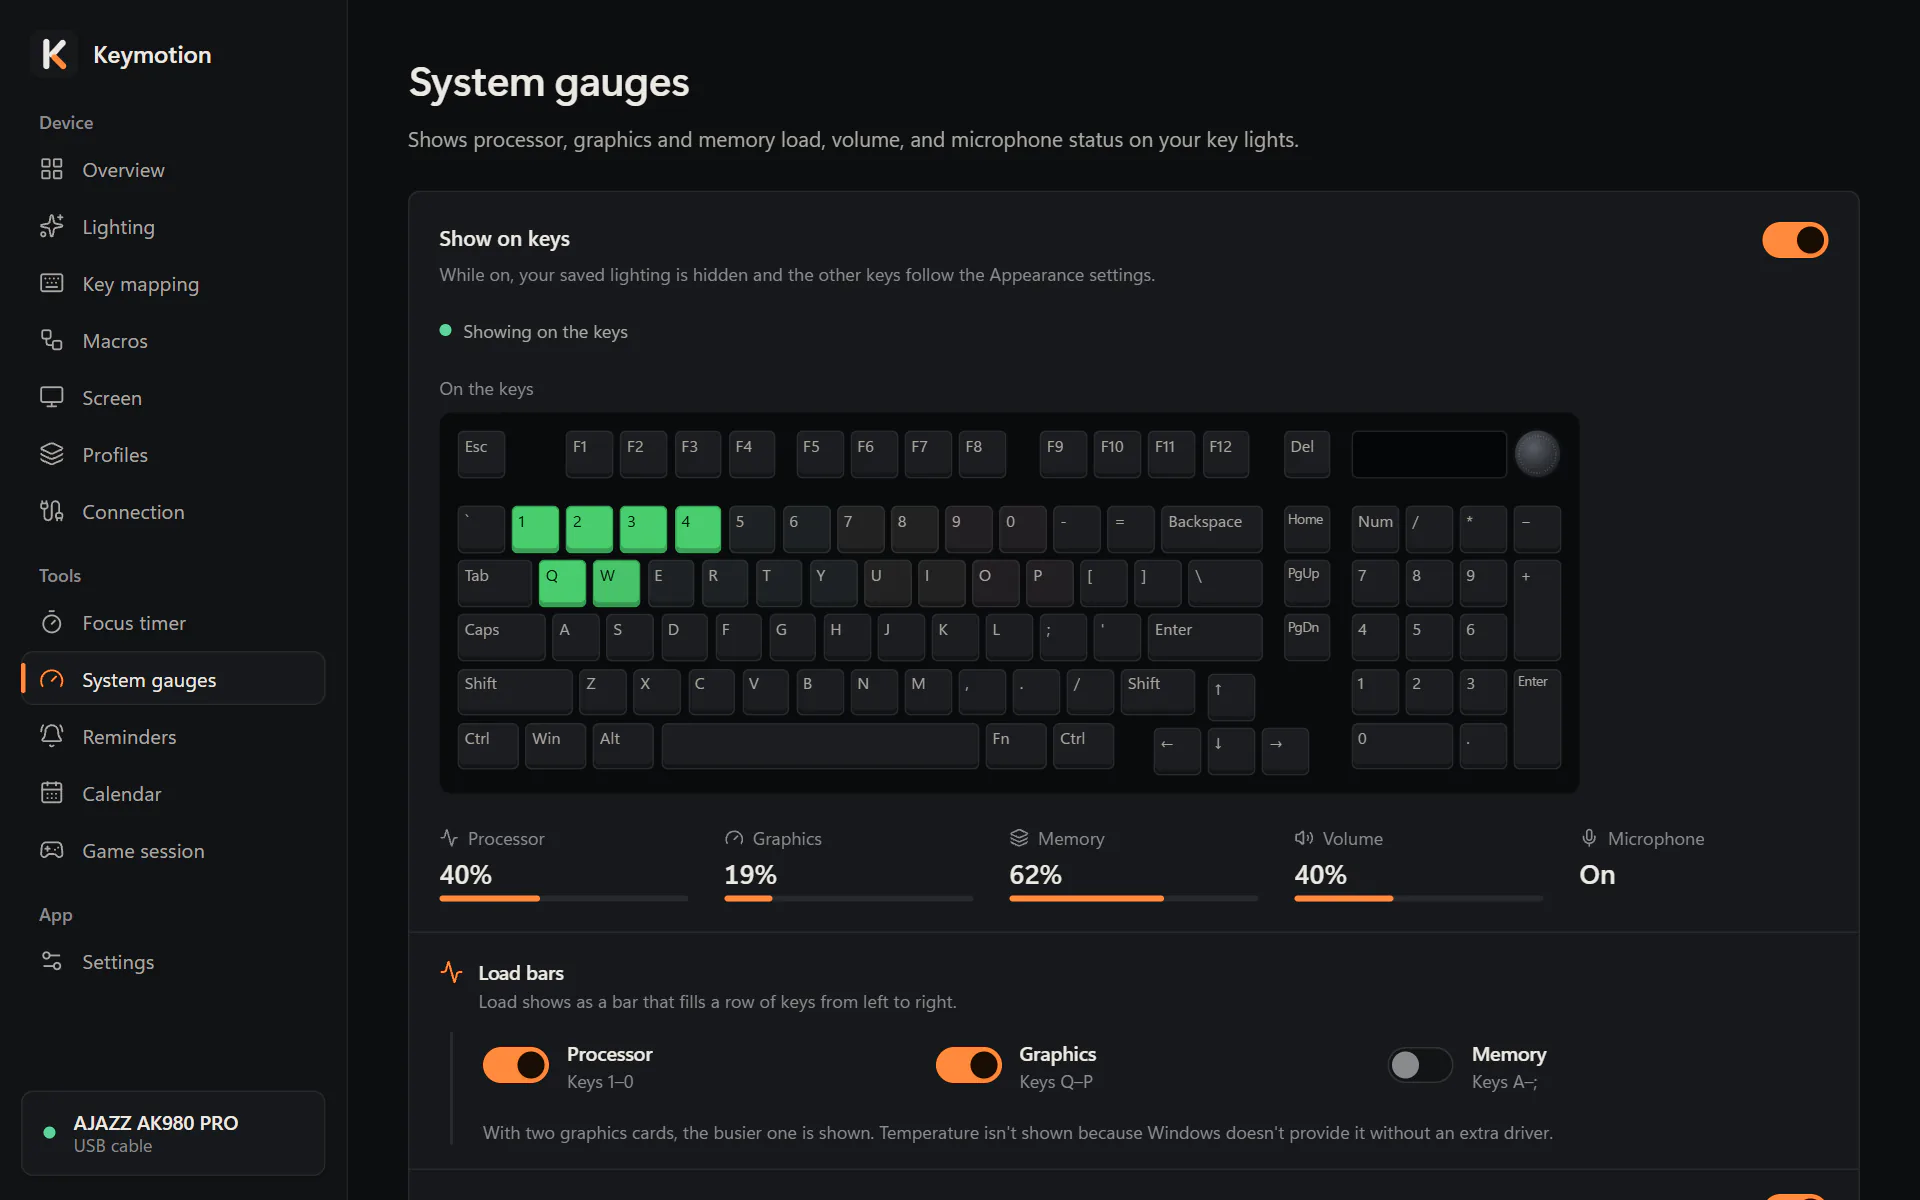 Keymotion
Device
Overview
Lighting
Key mapping
Macros
Screen
Profiles
Connection
Tools
Focus timer
System gauges
Reminders
Calendar
Game session
App
Settings
AJAZZ AK980 PRO
USB cable
System gauges
Shows processor, graphics and memory load, volume, and microphone status on your key lights.
Show on keys
While on, your saved lighting is hidden and the other keys follow the Appearance settings.
Showing on the keys
On the keys
Esc F1 F2 F3 F4 F5 F6 F7 F8 F9 F10 F11 F12 Del
` 1 2 3 4 5 6 7 8 9 0 - = Backspace Home Num / * −
Tab Q W E R T Y U I O P [ ] \ PgUp 7 8 9 +
Caps A S D F G H J K L ; ' Enter PgDn 4 5 6
Shift Z X C V B N M , . / Shift ↑ 1 2 3 Enter
Ctrl Win Alt Fn Ctrl ← ↓ → 0 .
Processor Graphics Memory Volume Microphone
40% 19% 62% 40% On
Load bars
Load shows as a bar that fills a row of keys from left to right.
Processor Graphics Memory
Keys 1–0 Keys Q–P Keys A–;
With two graphics cards, the busier one is shown. Temperature isn't shown because Windows doesn't provide it without an extra driver.